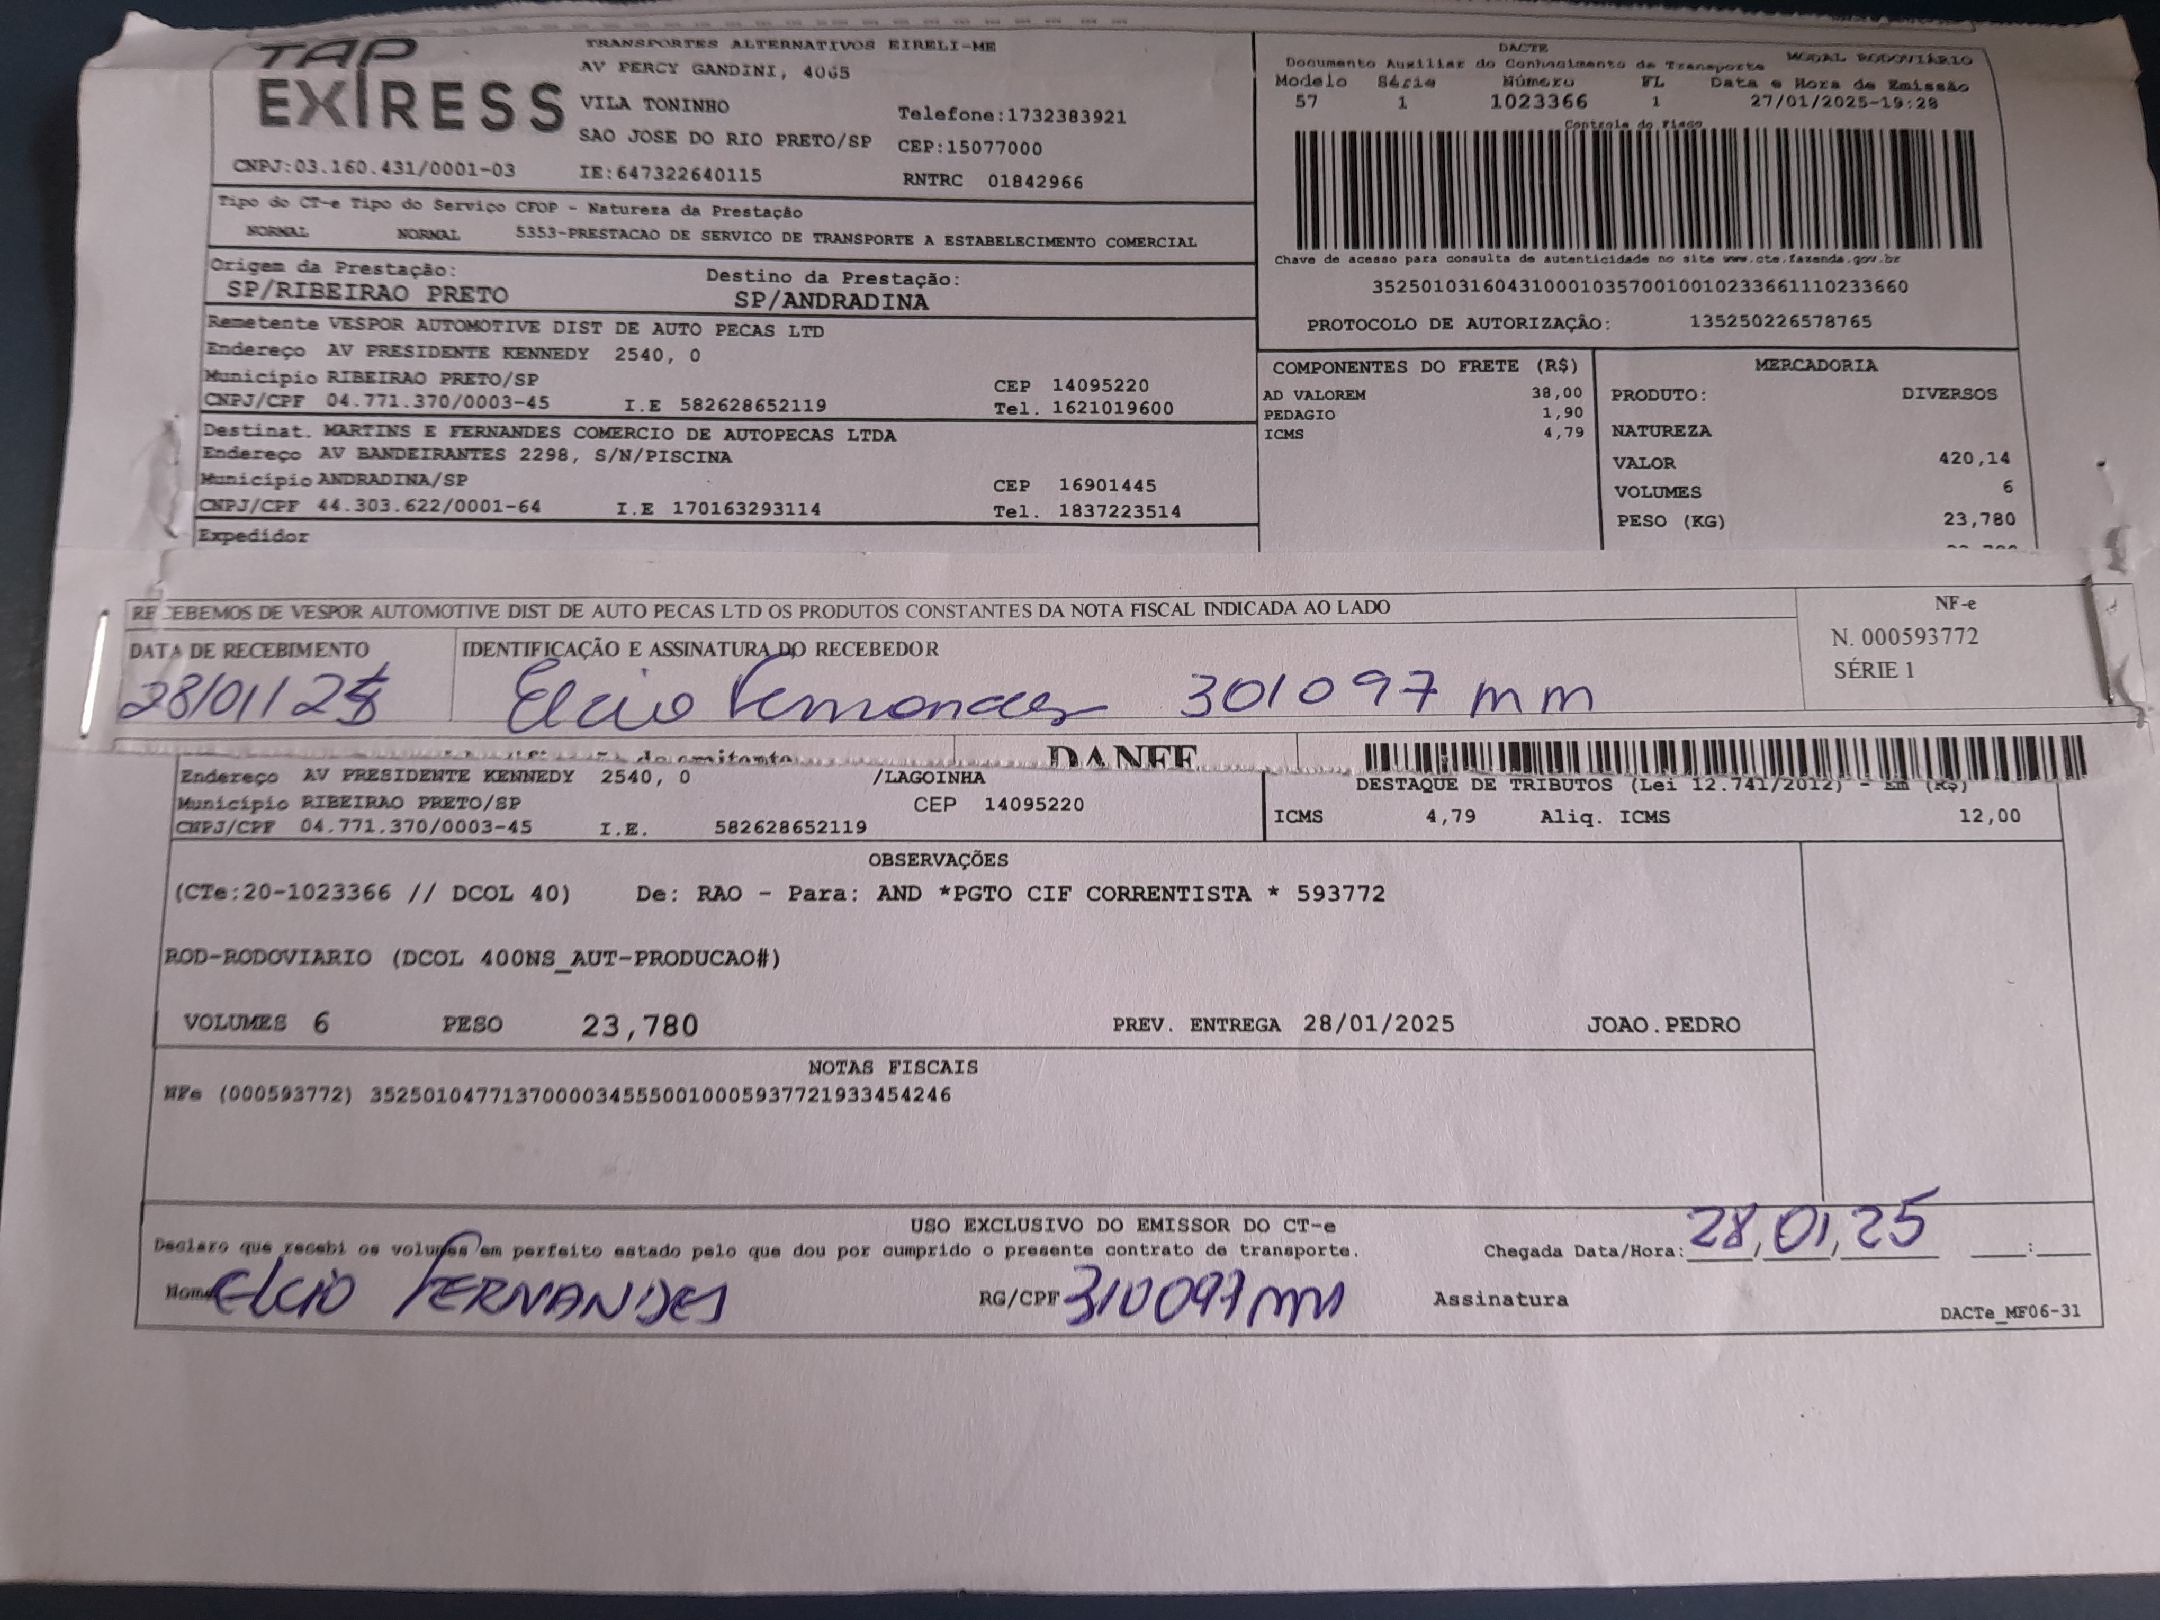 TAP
EXPRESS
TRANSPORTES ALTERNATIVOS EIRELI-ME
AV PERCY GANDINI, 4065
VILA TONINHO
Telefone:1732383921
SAO JOSE DO RIO PRETO/SP
CEP:15077000
CNPJ:03.160.431/0001-03
IE:647322640115
RNTRC 01842966
DACTE
MODAL RODOVIÁRIO
Documento Auxiliar do Conhecimento de Transporte
Modelo Série Número FL Data e Hora de Emissão
57 1 1023366 1 27/01/2025-19:28
Controle do Fisco
Chave de acesso para consulta de autenticidade no site www.cte.fazenda.gov.br
35250103160431000103570010010233661110233660
PROTOCOLO DE AUTORIZAÇÃO: 135250226578765
Tipo do CT-e Tipo do Serviço CFOP - Natureza da Prestação
NORMAL NORMAL 5353-PRESTACAO DE SERVICO DE TRANSPORTE A ESTABELECIMENTO COMERCIAL
Origem da Prestação: Destino da Prestação:
SP/RIBEIRAO PRETO SP/ANDRADINA
Remetente VESPOR AUTOMOTIVE DIST DE AUTO PECAS LTD
Endereço AV PRESIDENTE KENNEDY 2540, 0
Município RIBEIRAO PRETO/SP CEP 14095220
CNPJ/CPF 04.771.370/0003-45 I.E 582628652119 Tel. 1621019600
Destinat. MARTINS E FERNANDES COMERCIO DE AUTOPECAS LTDA
Endereço AV BANDEIRANTES 2298, S/N/PISCINA
Município ANDRADINA/SP CEP 16901445
CNPJ/CPF 44.303.622/0001-64 I.E 170163293114 Tel. 1837223514
Expedidor
COMPONENTES DO FRETE (R$)
AD VALOREM 38,00
PEDAGIO 1,90
ICMS 4,79
MERCADORIA
PRODUTO: DIVERSOS
NATUREZA
VALOR 420,14
VOLUMES 6
PESO (KG) 23,780
RECEBEMOS DE VESPOR AUTOMOTIVE DIST DE AUTO PECAS LTD OS PRODUTOS CONSTANTES DA NOTA FISCAL INDICADA AO LADO
NF-e
N. 000593772
SÉRIE 1
DATA DE RECEBIMENTO IDENTIFICAÇÃO E ASSINATURA DO RECEBEDOR
28/01/25 Elcio Fernandes 301097 mm
DANFE
Endereço AV PRESIDENTE KENNEDY 2540, 0 /LAGOINHA
Município RIBEIRAO PRETO/SP CEP 14095220
CNPJ/CPF 04.771.370/0003-45 I.E. 582628652119
DESTAQUE DE TRIBUTOS (Lei 12.741/2012) - Em (R$)
ICMS 4,79 Aliq. ICMS 12,00
OBSERVAÇÕES
(CTe:20-1023366 // DCOL 40) De: RAO - Para: AND *PGTO CIF CORRENTISTA * 593772
ROD-RODOVIARIO (DCOL 400NS_AUT-PRODUCAO#)
VOLUMES 6 PESO 23,780 PREV. ENTREGA 28/01/2025 JOAO.PEDRO
NOTAS FISCAIS
NFe (000593772) 35250104771370000345550010005937721933454246
USO EXCLUSIVO DO EMISSOR DO CT-e
Declaro que recebi os volumes em perfeito estado pelo que dou por cumprido o presente contrato de transporte. Chegada Data/Hora: 28/01/25 ____:____
Nome ELCIO FERNANDES RG/CPF 310097mm Assinatura
DACTe_MF06-31